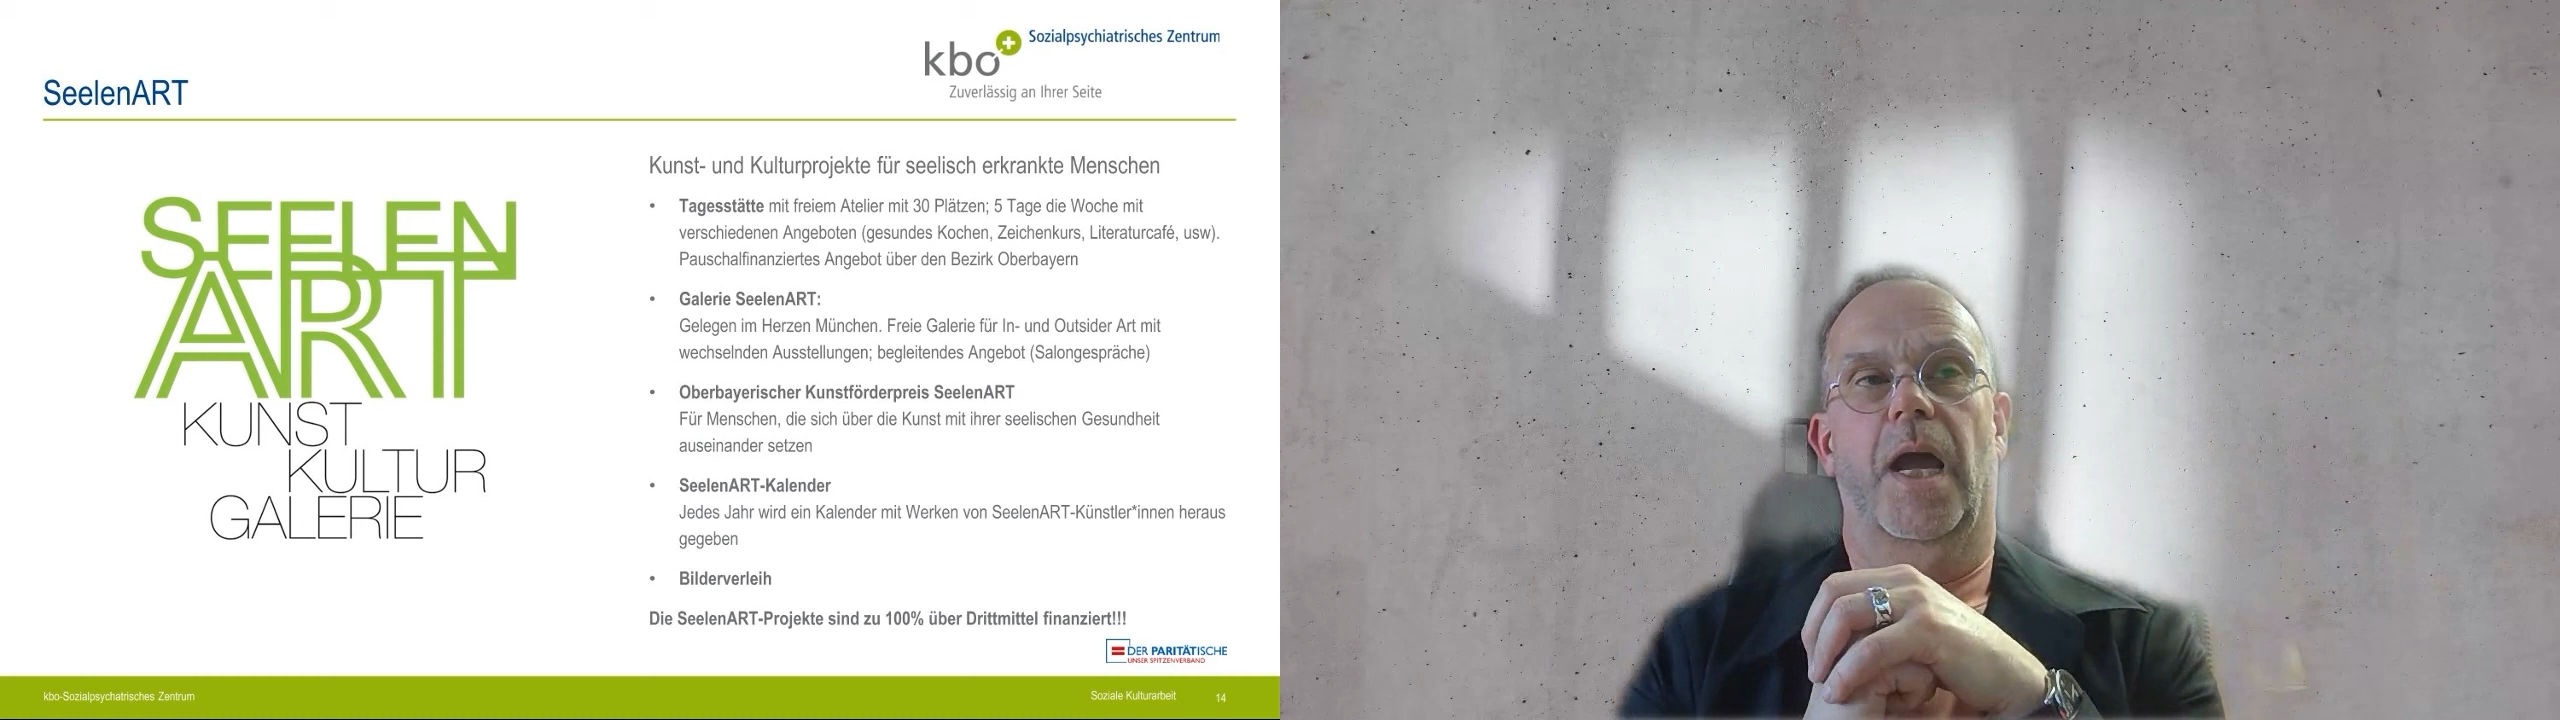 SeelenART
kbo
Sozialpsychiatrisches Zentrum
Zuverlässig an Ihrer Seite
SEELEN
ART
KUNST
KULTUR
GALERIE
Kunst- und Kulturprojekte für seelisch erkrankte Menschen
• Tagesstätte mit freiem Atelier mit 30 Plätzen; 5 Tage die Woche mit
verschiedenen Angeboten (gesundes Kochen, Zeichenkurs, Literaturcafé, usw).
Pauschalfinanziertes Angebot über den Bezirk Oberbayern
• Galerie SeelenART:
Gelegen im Herzen München. Freie Galerie für In- und Outsider Art mit
wechselnden Ausstellungen; begleitendes Angebot (Salongespräche)
• Oberbayerischer Kunstförderpreis SeelenART
Für Menschen, die sich über die Kunst mit ihrer seelischen Gesundheit
auseinander setzen
• SeelenART-Kalender
Jedes Jahr wird ein Kalender mit Werken von SeelenART-Künstler*innen heraus
gegeben
• Bilderverleih
Die SeelenART-Projekte sind zu 100% über Drittmittel finanziert!!!
DER PARITÄTISCHE
UNSER SPITZENVERBAND
kbo-Sozialpsychatrisches Zentrum
Soziale Kulturarbeit
14